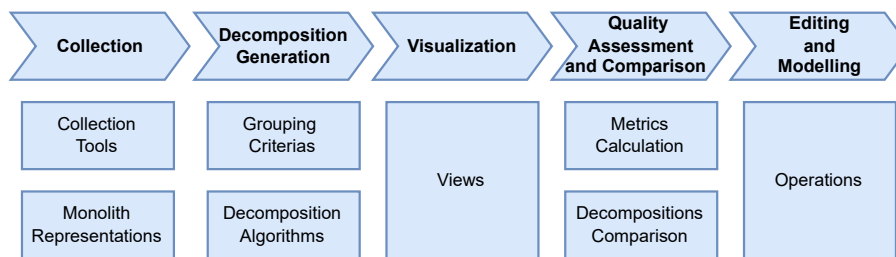 Collection
Decomposition
Generation
Visualization
Quality
Assessment
and Comparison
Editing
and
Modelling
Collection
Tools
Grouping
Criterias
Views
Metrics
Calculation
Operations
Monolith
Representations
Decomposition
Algorithms
Decompositions
Comparison